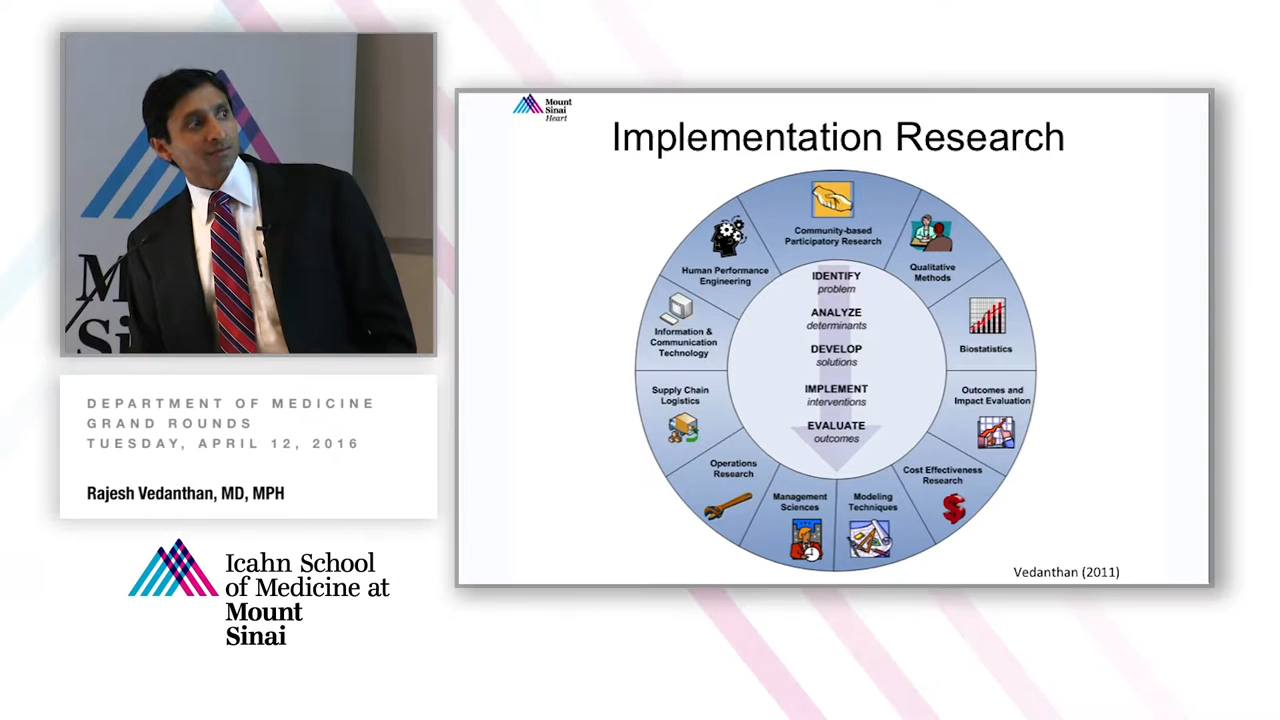 M
Si
DEPARTMENT OF MEDICINE
GRAND ROUNDS
TUESDAY, APRIL 12, 2016
Rajesh Vedanthan, MD, MPH
Icahn School
of Medicine at
Mount
Sinai
Mount
Sinai
Heart
Implementation Research
Community-based
Participatory Research
Qualitative
Methods
Biostatistics
Outcomes and
Impact Evaluation
Cost Effectiveness
Research
Modeling
Techniques
Management
Sciences
Operations
Research
Supply Chain
Logistics
Information &
Communication
Technology
Human Performance
Engineering
IDENTIFY
problem
ANALYZE
determinants
DEVELOP
solutions
IMPLEMENT
interventions
EVALUATE
outcomes
Vedanthan (2011)